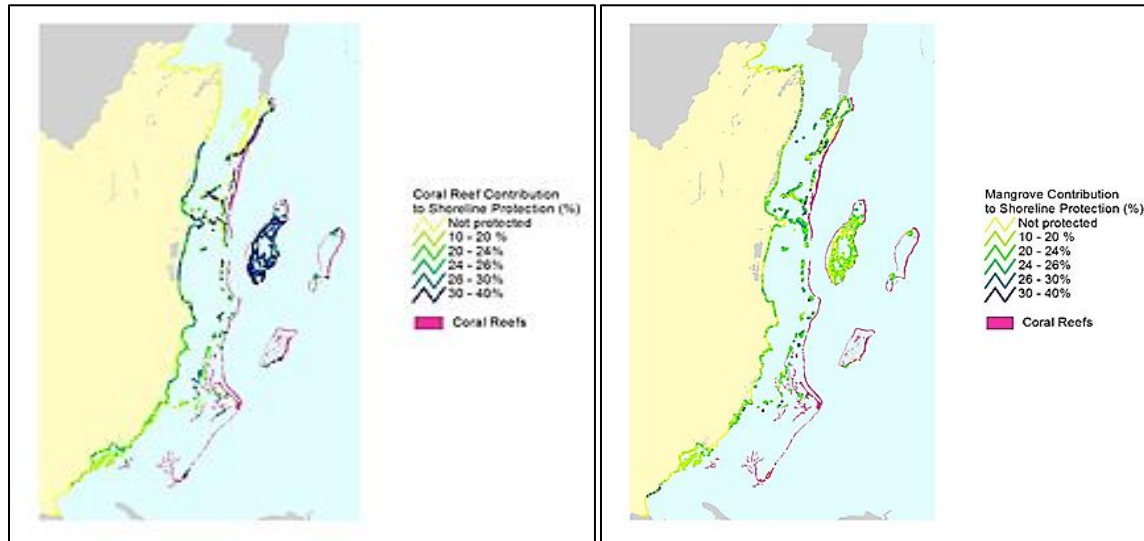 Coral Reef Contribution
to Shoreline Protection (%)
Not protected
10 - 20 %
20 - 24%
24 - 26%
26 - 30%
30 - 40%
Coral Reefs
Mangrove Contribution
to Shoreline Protection (%)
Not protected
10 - 20 %
20 - 24%
24 - 26%
26 - 30%
30 - 40%
Coral Reefs